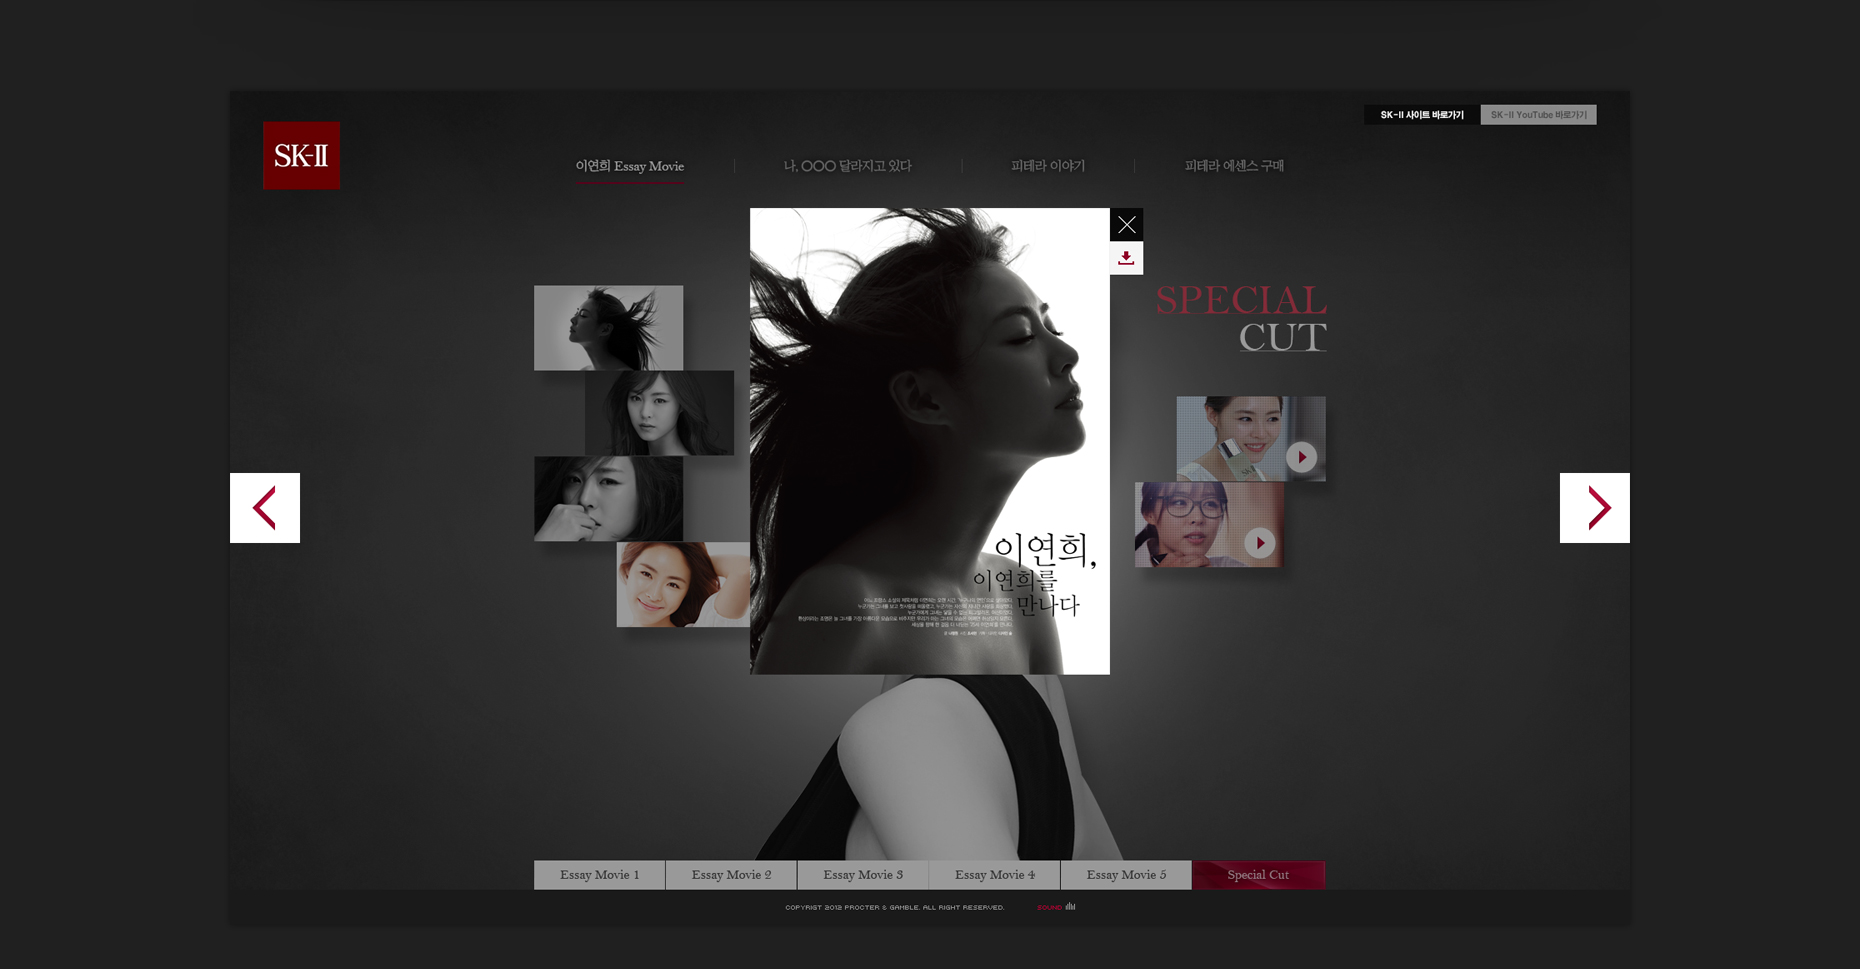 SK-II 사이트 바로가기
SK-II YouTube 바로가기
SK-II
이연희 Essay Movie
나, OOO 달라지고 있다
피테라 이야기
피테라 에센스 구매
SPECIAL
CUT
이연희,
이연희를
만나다
Essay Movie 1
Essay Movie 2
Essay Movie 3
Essay Movie 4
Essay Movie 5
Special Cut
COPYRIGT 2012 PROCTER & GAMBLE. ALL RIGHT RESERVED.
SOUND